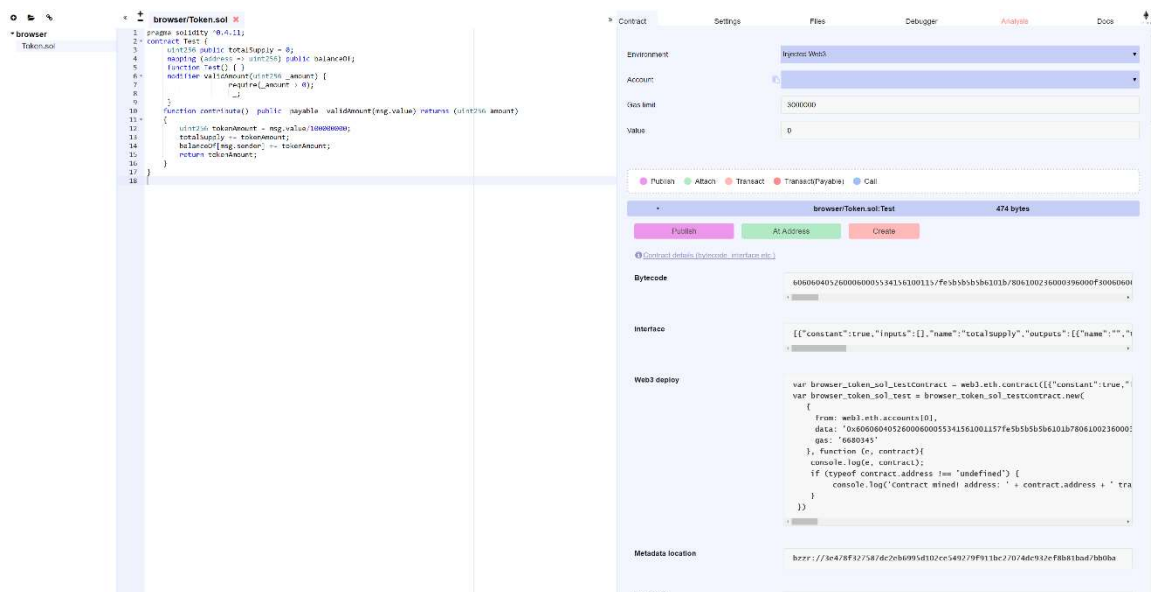 browser
Token.sol
browser/Token.sol
1 pragma solidity ^0.4.11;
2 contract Test {
3 uint256 public totalSupply = 0;
4 mapping (address => uint256) public balanceOf;
5 function Test() { }
6 modifier validAmount(uint256 _amount) {
7 require(_amount > 0);
8 _;
9 }
10 function contribute() public payable validAmount(msg.value) returns (uint256 amount)
11 {
12 uint256 tokenAmount = msg.value/100000000;
13 totalSupply += tokenAmount;
14 balanceOf[msg.sender] += tokenAmount;
15 return tokenAmount;
16 }
17 }
18
Contract Settings Files Debugger Analysis Docs
Environment Injected Web3
Account
Gas limit 3000000
Value 0
Publish Attach Transact Transact(Payable) Call
browser/Token.sol:Test 474 bytes
Publish At Address Create
Contract details (bytecode, interface etc.)
Bytecode
Interface [{"constant":true,"inputs":[],"name":"totalSupply","outputs":[{"name":"","
Web3 deploy
var browser_token_sol_testContract = web3.eth.contract([{"constant":true,"
var browser_token_sol_test = browser_token_sol_testContract.new(
{
from: web3.eth.accounts[0],
gas: '6680345'
}, function (e, contract){
console.log(e, contract);
if (typeof contract.address !== 'undefined') {
console.log('Contract mined! address: ' + contract.address + ' tra
}
})
Metadata location